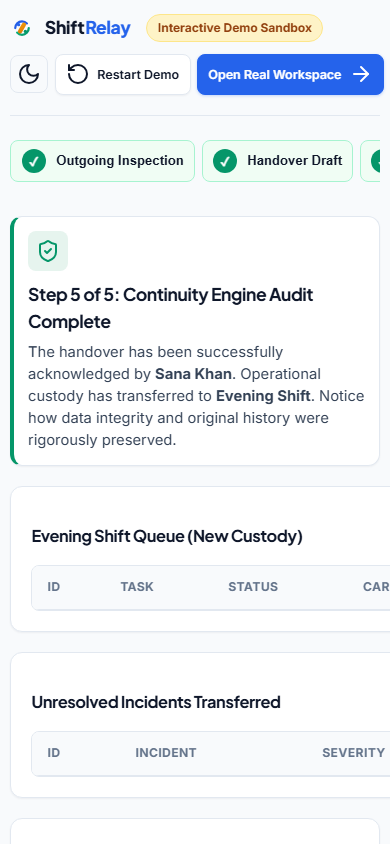 ShiftRelay
Interactive Demo Sandbox
Restart Demo
Open Real Workspace
Outgoing Inspection
Handover Draft
Step 5 of 5: Continuity Engine Audit
Complete
The handover has been successfully
acknowledged by Sana Khan. Operational
custody has transferred to Evening Shift. Notice
how data integrity and original history were
rigorously preserved.
Evening Shift Queue (New Custody)
ID TASK STATUS CAR
Unresolved Incidents Transferred
ID INCIDENT SEVERITY